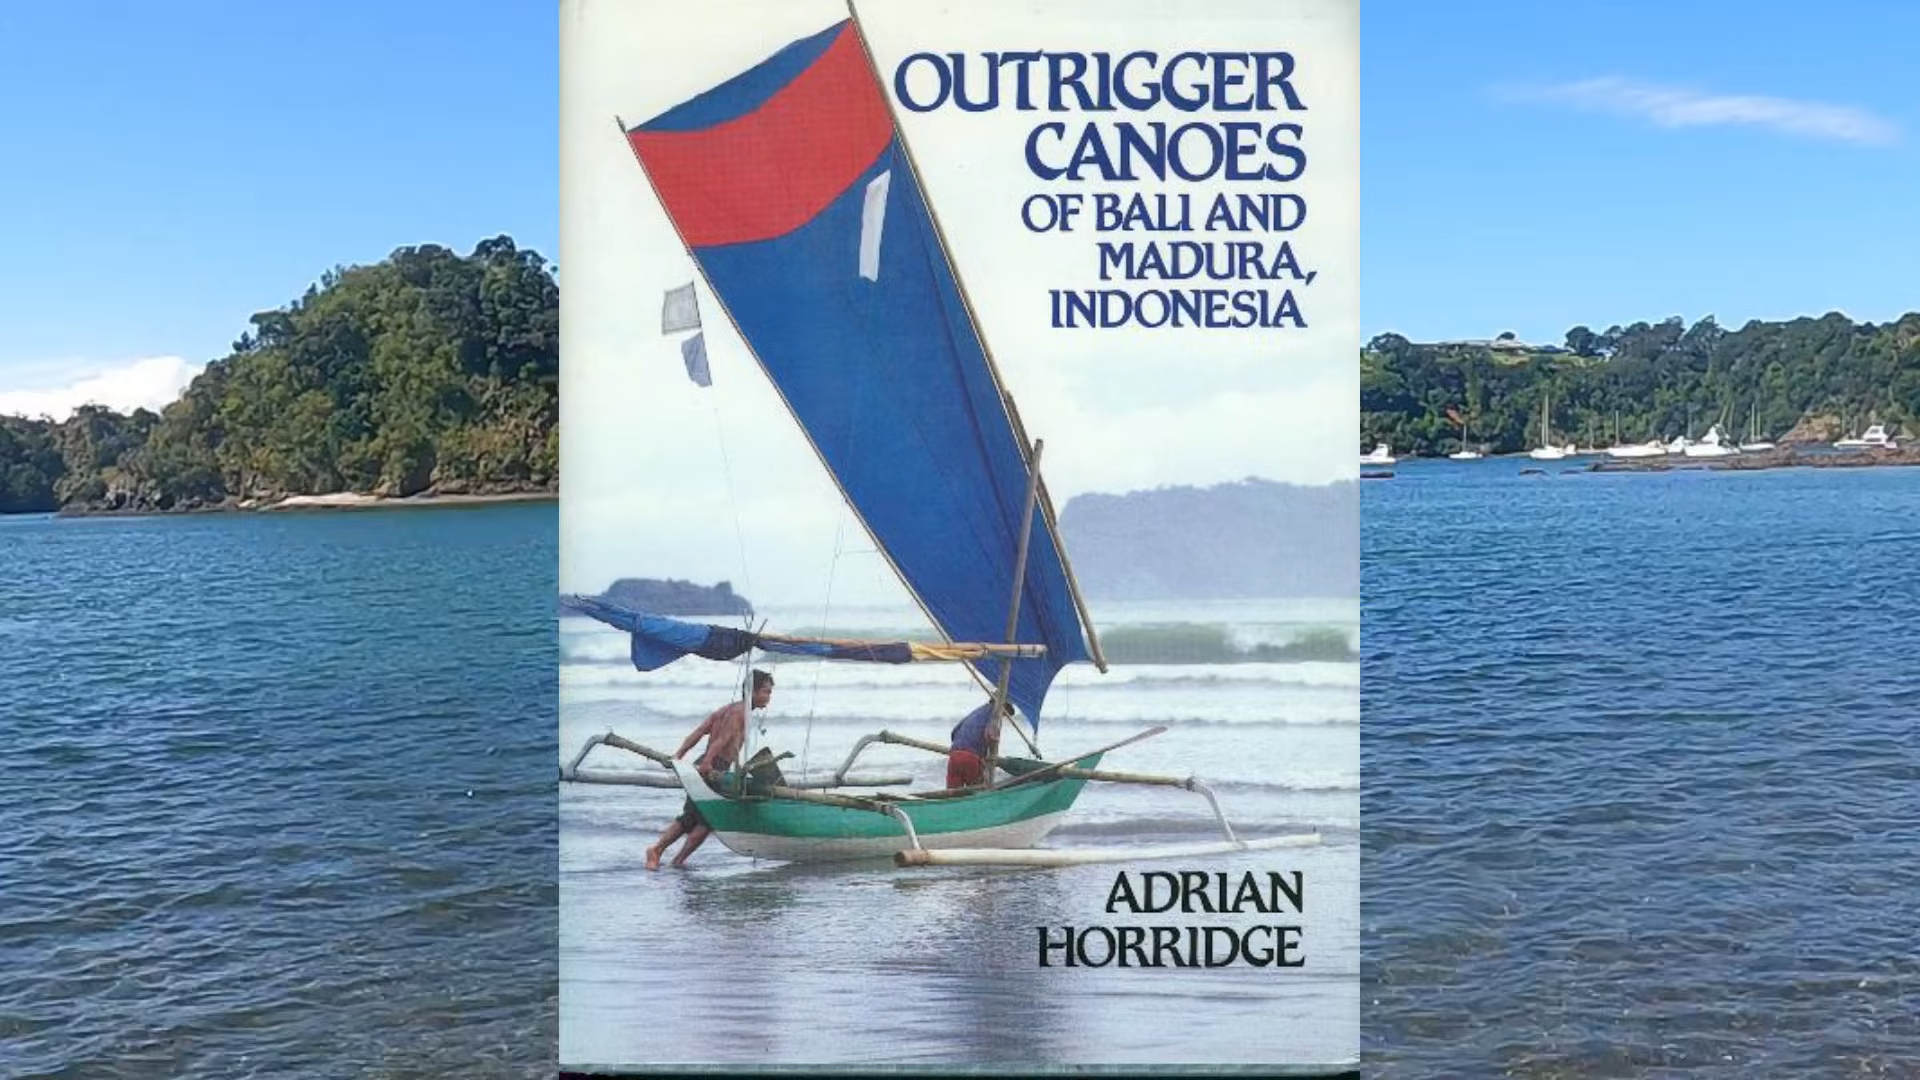 OUTRIGGER
CANOES
OF BALI AND
MADURA,
INDONESIA
ADRIAN
HORRIDGE